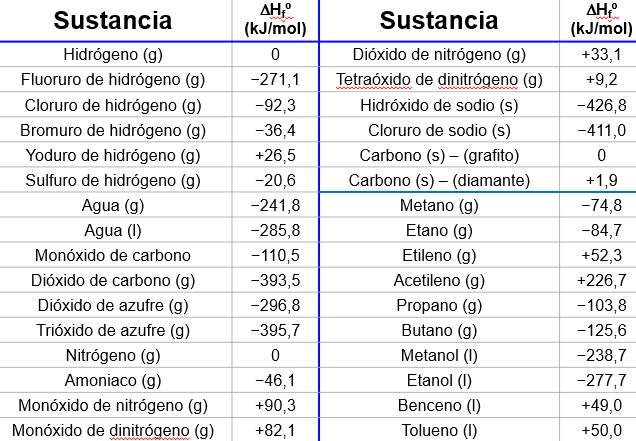 Sustancia ΔHfº (kJ/mol) Sustancia ΔHfº (kJ/mol)
Hidrógeno (g) 0 Dióxido de nitrógeno (g) +33,1
Fluoruro de hidrógeno (g) −271,1 Tetraóxido de dinitrógeno (g) +9,2
Cloruro de hidrógeno (g) −92,3 Hidróxido de sodio (s) −426,8
Bromuro de hidrógeno (g) −36,4 Cloruro de sodio (s) −411,0
Yoduro de hidrógeno (g) +26,5 Carbono (s) – (grafito) 0
Sulfuro de hidrógeno (g) −20,6 Carbono (s) – (diamante) +1,9
Agua (g) −241,8 Metano (g) −74,8
Agua (l) −285,8 Etano (g) −84,7
Monóxido de carbono −110,5 Etileno (g) +52,3
Dióxido de carbono (g) −393,5 Acetileno (g) +226,7
Dióxido de azufre (g) −296,8 Propano (g) −103,8
Trióxido de azufre (g) −395,7 Butano (g) −125,6
Nitrógeno (g) 0 Metanol (l) −238,7
Amoniaco (g) −46,1 Etanol (l) −277,7
Monóxido de nitrógeno (g) +90,3 Benceno (l) +49,0
Monóxido de dinitrógeno (g) +82,1 Tolueno (l) +50,0